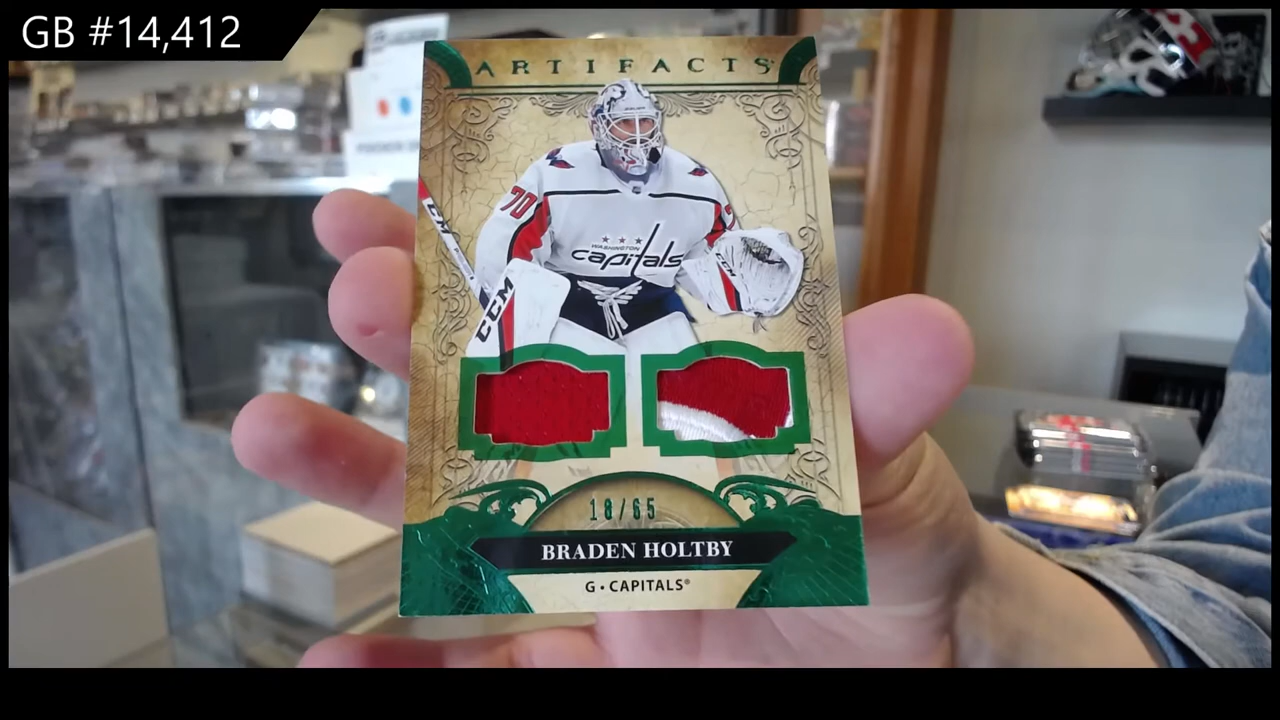 GB #14,412
ARTIFACTS
70
WASHINGTON
capitals
CCM
CCM
18/65
BRADEN HOLTBY
G • CAPITALS®